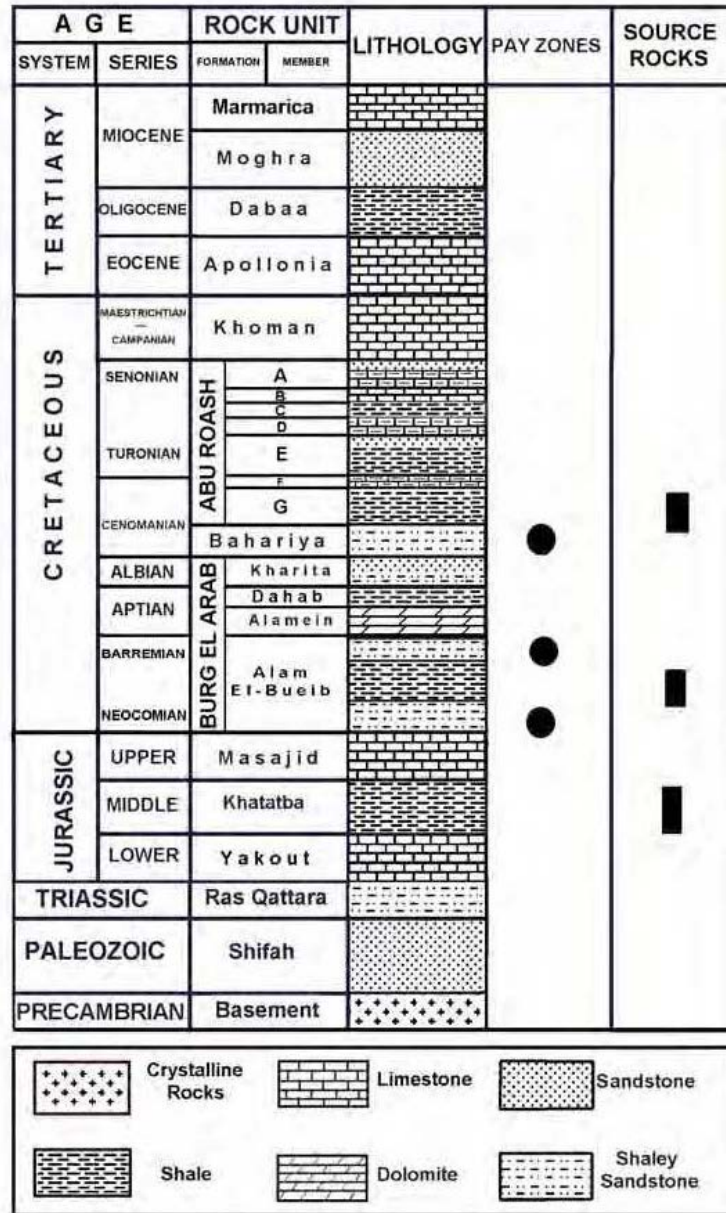 A G E
ROCK UNIT
LITHOLOGY
PAY ZONES
SOURCE
ROCKS
SYSTEM
SERIES
FORMATION
MEMBER
TERTIARY
MIOCENE
Marmarica
Moghra
OLIGOCENE
Dabaa
EOCENE
Apollonia
CRETACEOUS
MAESTRICHTIAN
—
CAMPANIAN
Khoman
SENONIAN
ABU ROASH
A
B
C
D
TURONIAN
E
F
G
CENOMANIAN
Bahariya
ALBIAN
BURG EL ARAB
Kharita
APTIAN
Dahab
Alamein
BARREMIAN
Alam
El-Bueib
NEOCOMIAN
JURASSIC
UPPER
Masajid
MIDDLE
Khatatba
LOWER
Yakout
TRIASSIC
Ras Qattara
PALEOZOIC
Shifah
PRECAMBRIAN
Basement
Crystalline
Rocks
Limestone
Sandstone
Shale
Dolomite
Shaley
Sandstone